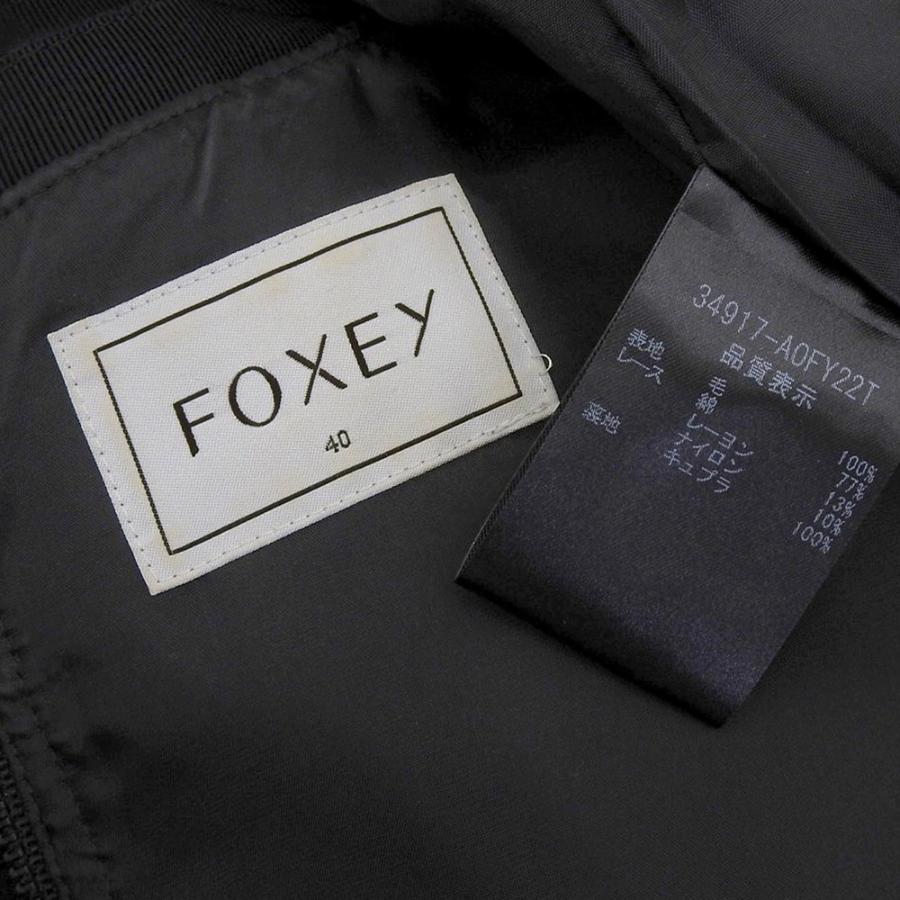 FOXEY
40
34917-AOFY22T
品質表示
表地 毛 100%
レース 綿 77%
レーヨン 13%
ナイロン 10%
裏地 キュプラ 100%